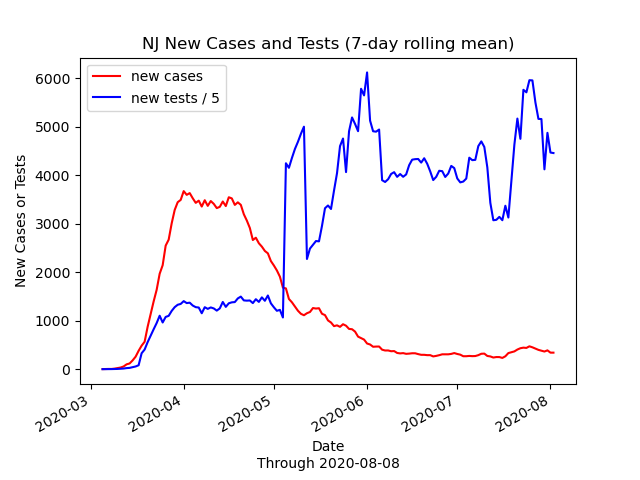 NJ New Cases and Tests (7-day rolling mean)
new cases
new tests / 5
6000
5000
4000
3000
2000
1000
0
New Cases or Tests
2020-03
2020-04
2020-05
2020-06
2020-07
2020-08
Date
Through 2020-08-08